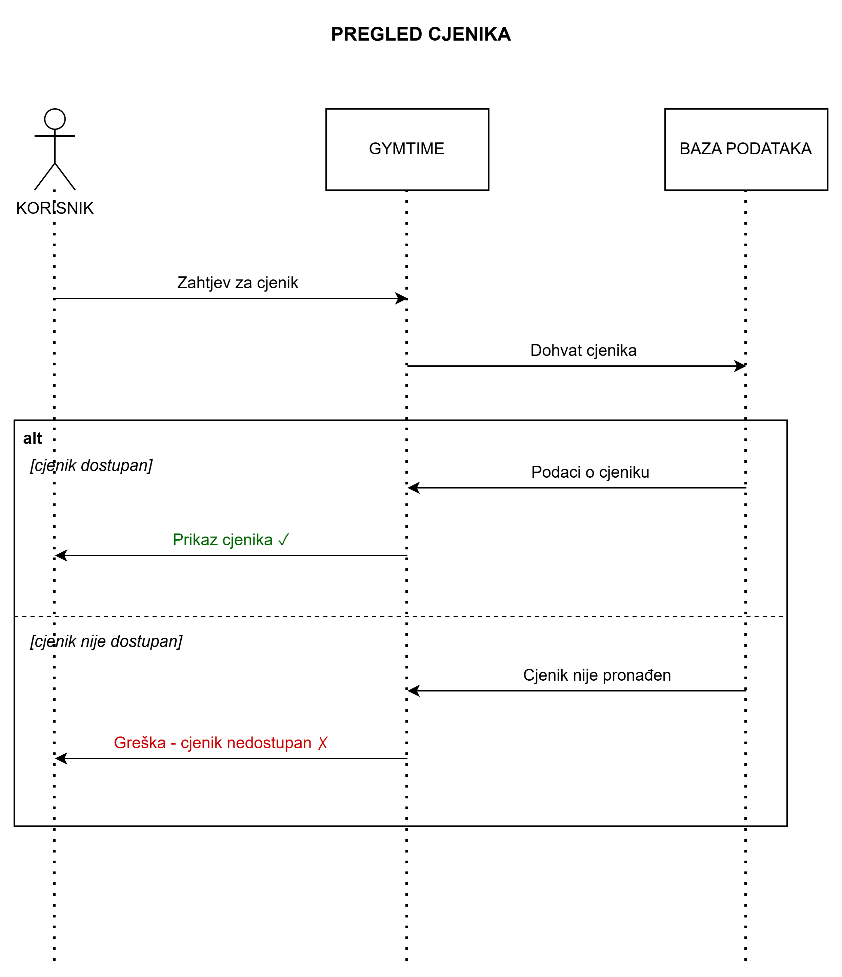 PREGLED CJENIKA
KORISNIK
GYMTIME
BAZA PODATAKA
Zahtjev za cjenik
Dohvat cjenika
alt
[cjenik dostupan]
Podaci o cjeniku
Prikaz cjenika ✓
[cjenik nije dostupan]
Cjenik nije pronađen
Greška - cjenik nedostupan ✗